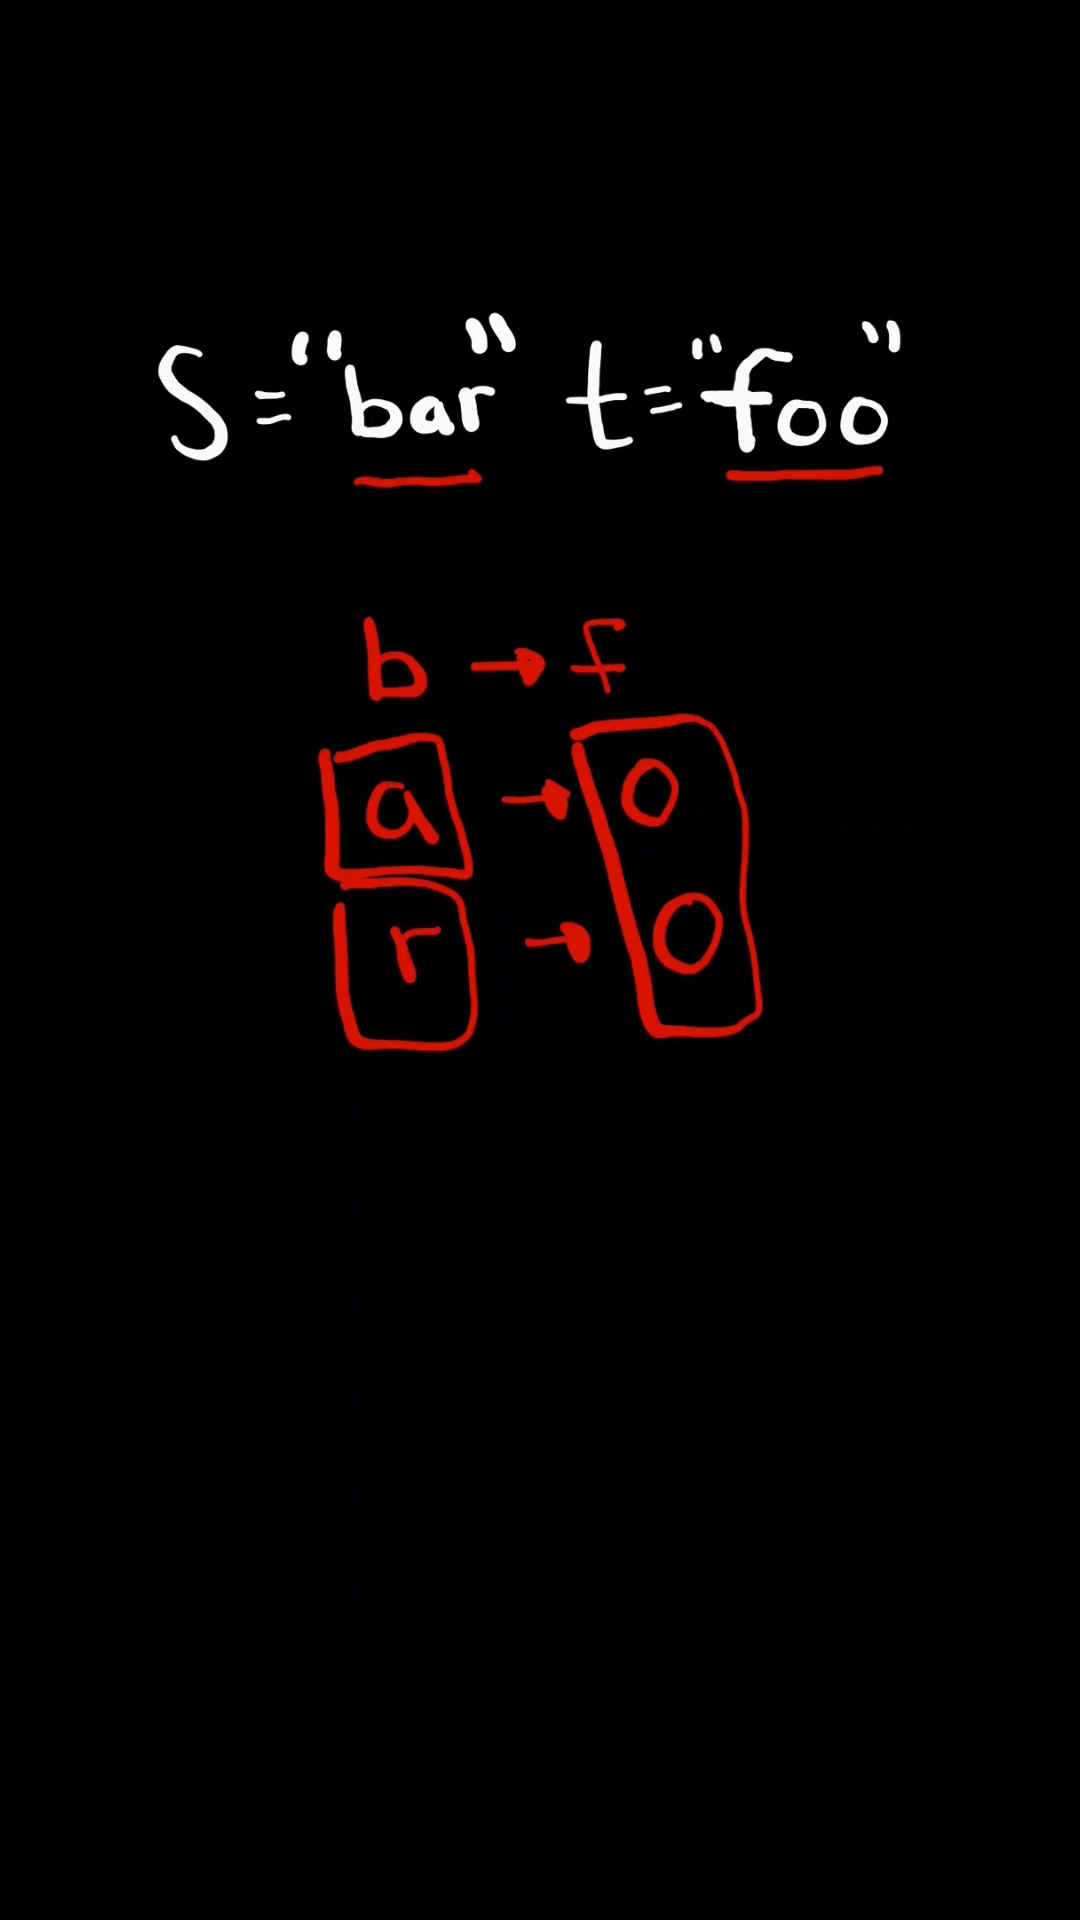 S="bar" t="foo"
b → f
a → o
r → o